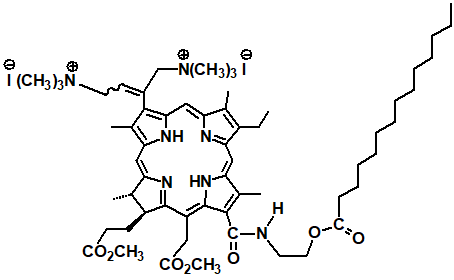 ⊖ ⊕ ⊕ ⊖
I (CH3)3N N(CH3)3 I
NH N
N HN
H
C N
O
O C O
CO2CH3
CO2CH3